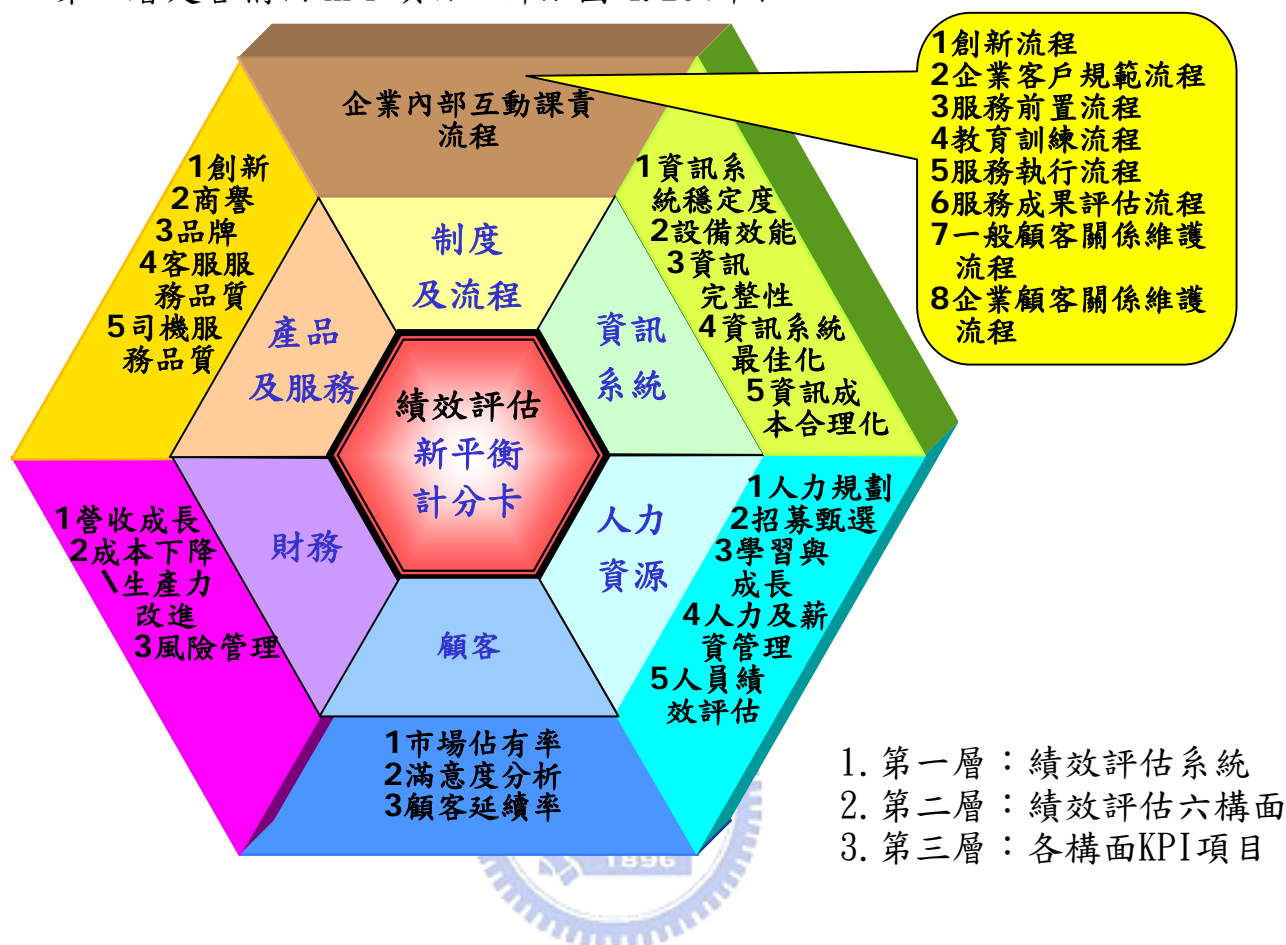 企業內部互動課責
流程
1創新流程
2企業客戶規範流程
3服務前置流程
4教育訓練流程
5服務執行流程
6服務成果評估流程
7一般顧客關係維護
流程
8企業顧客關係維護
流程
1創新
2商譽
3品牌
4客服服
務品質
5司機服
務品質
制度
及流程
1資訊系
統穩定度
2設備效能
3資訊
完整性
4資訊系統
最佳化
5資訊成
本合理化
產品
及服務
資訊
系統
績效評估
新平衡
計分卡
1營收成長
2成本下降
\生產力
改進
3風險管理
財務
人力
資源
1人力規劃
2招募甄選
3學習與
成長
4人力及薪
資管理
5人員績
效評估
顧客
1市場佔有率
2滿意度分析
3顧客延續率
1.第一層：績效評估系統
2.第二層：績效評估六構面
3.第三層：各構面KPI項目
1896